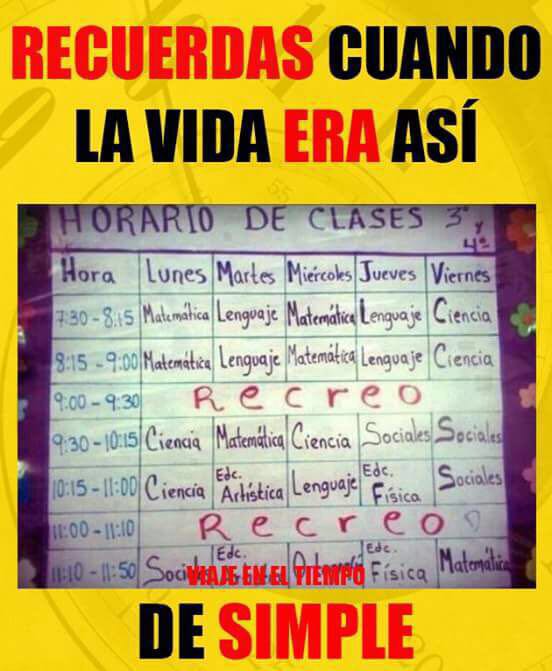 RECUERDAS CUANDO
LA VIDA ERA ASÍ
HORARIO DE CLASES 3° y 4°
Hora Lunes Martes Miércoles Jueves Viernes
7:30 - 8:15 Matemática Lenguaje Matemática Lenguaje Ciencia
8:15 - 9:00 Matemática Lenguaje Matemática Lenguaje Ciencia
9:00 - 9:30 Recreo
9:30 - 10:15 Ciencia Matemática Ciencia Sociales Sociales
10:15 - 11:00 Ciencia Edc. Artística Lenguaje Edc. Física Sociales
11:00 - 11:10 Recreo
11:10 - 11:50 Edc. Edc. Física Matemática
VIAJE EN EL TIEMPO
DE SIMPLE